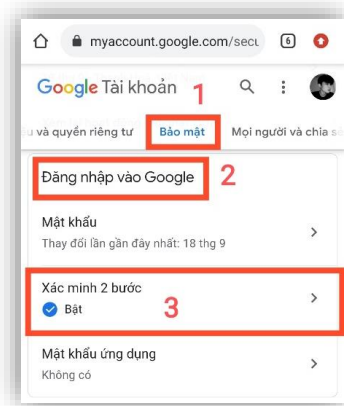 myaccount.google.com/secu
6
Google Tài khoản
1
và quyền riêng tư Bảo mật Mọi người và chia sẻ
Đăng nhập vào Google
2
Mật khẩu
Thay đổi lần gần đây nhất: 18 thg 9
Xác minh 2 bước
Bật
3
Mật khẩu ứng dụng
Không có